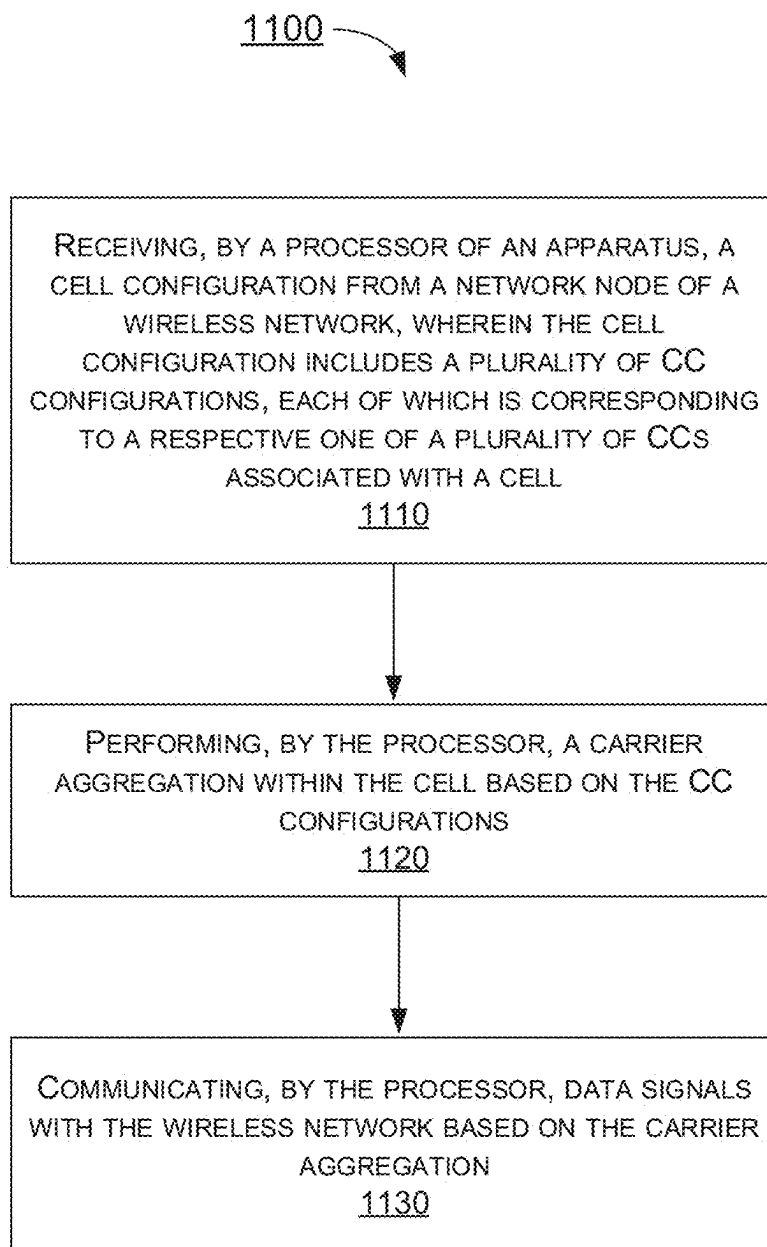 1100
RECEIVING, BY A PROCESSOR OF AN APPARATUS, A
CELL CONFIGURATION FROM A NETWORK NODE OF A
WIRELESS NETWORK, WHEREIN THE CELL
CONFIGURATION INCLUDES A PLURALITY OF CC
CONFIGURATIONS, EACH OF WHICH IS CORRESPONDING
TO A RESPECTIVE ONE OF A PLURALITY OF CCS
ASSOCIATED WITH A CELL
1110
PERFORMING, BY THE PROCESSOR, A CARRIER
AGGREGATION WITHIN THE CELL BASED ON THE CC
CONFIGURATIONS
1120
COMMUNICATING, BY THE PROCESSOR, DATA SIGNALS
WITH THE WIRELESS NETWORK BASED ON THE CARRIER
AGGREGATION
1130